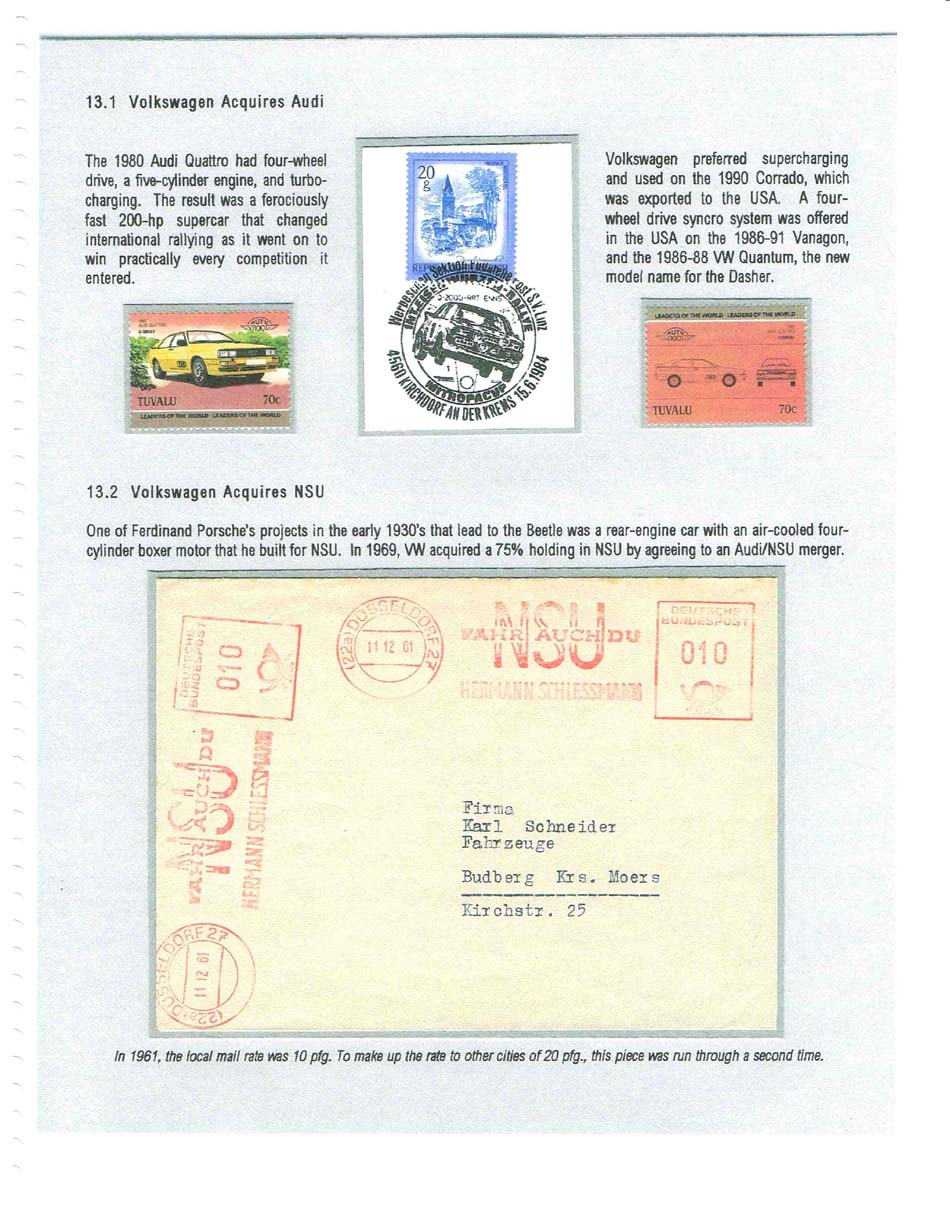 13.1 Volkswagen Acquires Audi
The 1980 Audi Quattro had four-wheel
drive, a five-cylinder engine, and turbo-
charging. The result was a ferociously
fast 200-hp supercar that changed
international rallying as it went on to
win practically every competition it
entered.
AUTO
100
TUVALU 70c
LEADERS OF THE WORLD · LEADERS OF THE WORLD
20
g
4560 KIRCHDORF AN DER KREMS 15.6.1984
METROPACUP
Volkswagen preferred supercharging
and used on the 1990 Corrado, which
was exported to the USA. A four-
wheel drive syncro system was offered
in the USA on the 1986-91 Vanagon,
and the 1986-88 VW Quantum, the new
model name for the Dasher.
LEADERS OF THE WORLD · LEADERS OF THE WORLD
AUTO
100
TUVALU 70c
13.2 Volkswagen Acquires NSU
One of Ferdinand Porsche's projects in the early 1930's that lead to the Beetle was a rear-engine car with an air-cooled four-
cylinder boxer motor that he built for NSU. In 1969, VW acquired a 75% holding in NSU by agreeing to an Audi/NSU merger.
DEUTSCHE
BUNDESPOST
010
(22a) DÜSSELDORF 27
11 12 61
NSU
FAHR AUCH DU
HERMANN SCHLESSMANN
DEUTSCHE
BUNDESPOST
010
NSU
FAHR AUCH DU
HERMANN SCHLESSMANN
(22a) DÜSSELDORF 27
11 12 61
Firma
Karl Schneider
Fahrzeuge
Budberg Krs. Moers
Kirchstr. 25
In 1961, the local mail rate was 10 pfg. To make up the rate to other cities of 20 pfg., this piece was run through a second time.